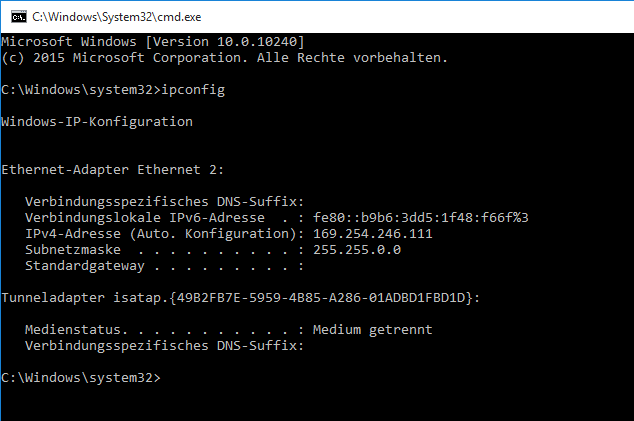 C:\Windows\System32\cmd.exe
Microsoft Windows [Version 10.0.10240]
(c) 2015 Microsoft Corporation. Alle Rechte vorbehalten.
C:\Windows\system32>ipconfig
Windows-IP-Konfiguration
Ethernet-Adapter Ethernet 2:
Verbindungsspezifisches DNS-Suffix:
Verbindungslokale IPv6-Adresse  . : fe80::b9b6:3dd5:1f48:f66f%3
IPv4-Adresse (Auto. Konfiguration): 169.254.246.111
Subnetzmaske  . . . . . . . . . . : 255.255.0.0
Standardgateway . . . . . . . . . :
Tunneladapter isatap.{49B2FB7E-5959-4B85-A286-01ADBD1FBD1D}:
Medienstatus. . . . . . . . . . . : Medium getrennt
Verbindungsspezifisches DNS-Suffix:
C:\Windows\system32>